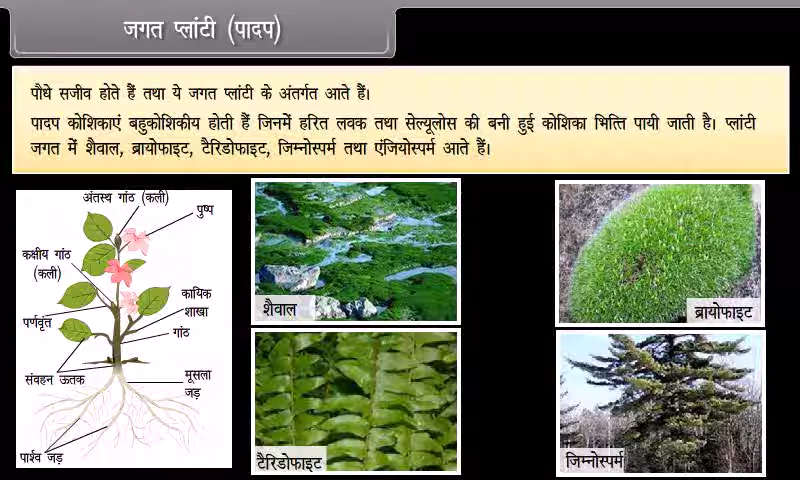 जगत प्लांटी (पादप)
पौधे सजीव होते हैं तथा ये जगत प्लांटी के अंतर्गत आते हैं।
पादप कोशिकाएं बहुकोशिकीय होती हैं जिनमें हरित लवक तथा सेल्यूलोस की बनी हुई कोशिका भित्ति पायी जाती है। प्लांटी
जगत में शैवाल, ब्रायोफाइट, टैरिडोफाइट, जिम्नोस्पर्म तथा एंजियोस्पर्म आते हैं।
अंतस्थ गांठ (कली)
पुष्प
कक्षीय गांठ
(कली)
कायिक
शाखा
पर्णवृंत
गांठ
संवहन ऊतक
मूसला
जड़
पार्श्व जड़
शैवाल
ब्रायोफाइट
टैरिडोफाइट
जिम्नोस्पर्म